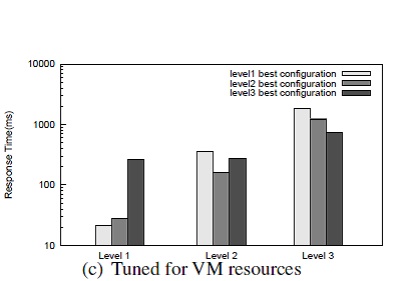 10000
1000
100
10
Response Time(ms)
level1 best configuration
level2 best configuration
level3 best configuration
Level 1 Level 2 Level 3
(c) Tuned for VM resources